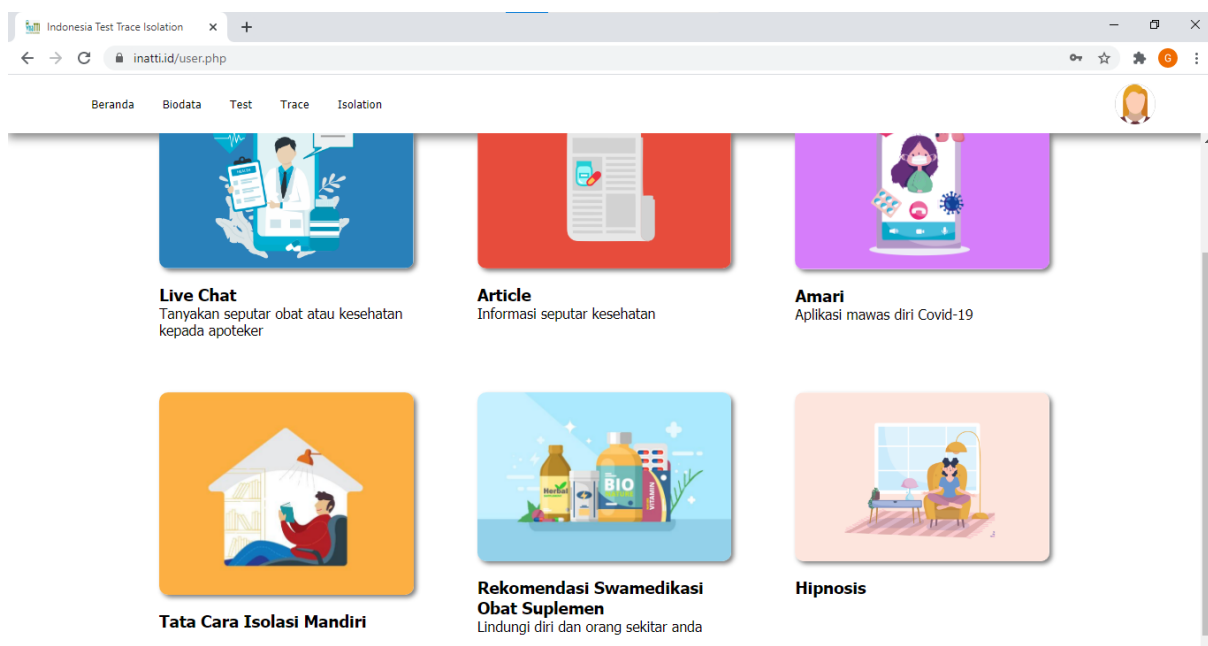 Indonesia Test Trace Isolation
inatti.id/user.php
G
Beranda Biodata Test Trace Isolation
Live Chat
Tanyakan seputar obat atau kesehatan
kepada apoteker
Article
Informasi seputar kesehatan
Amari
Aplikasi mawas diri Covid-19
Tata Cara Isolasi Mandiri
Herbal
BIO
NATURE
VITAMIN
Rekomendasi Swamedikasi
Obat Suplemen
Lindungi diri dan orang sekitar anda
Hipnosis